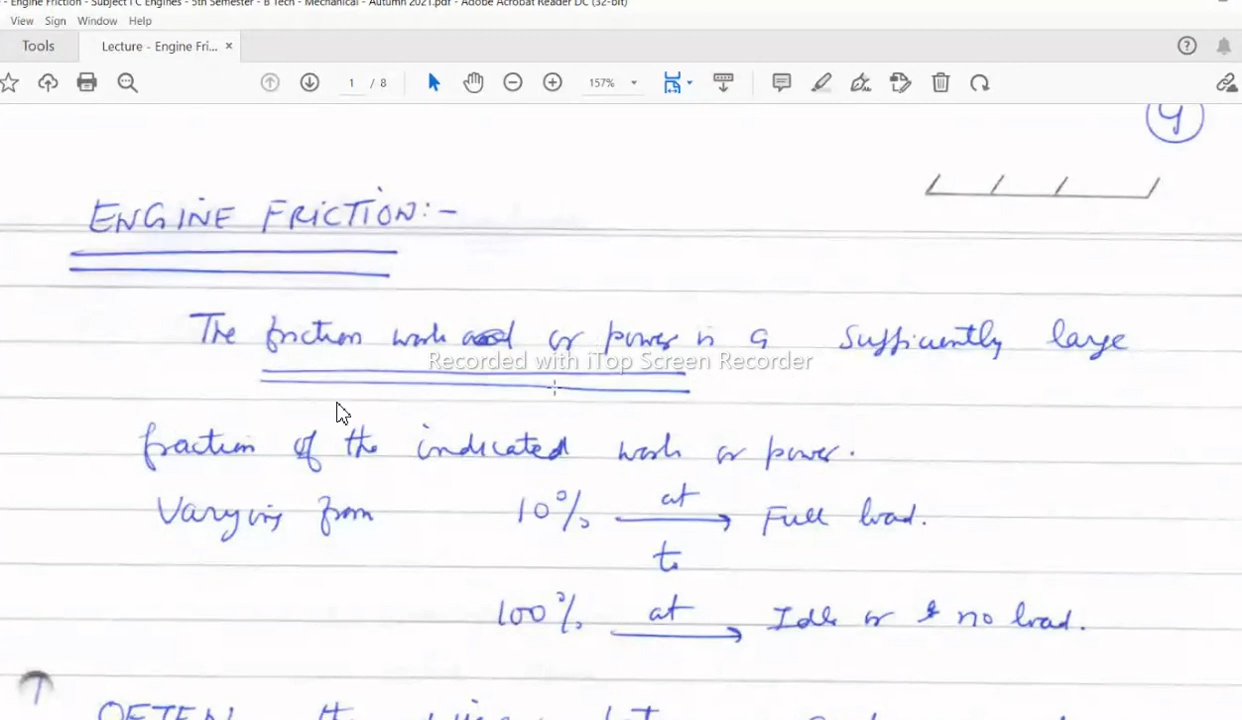 - Engine Friction - Subject I C Engines - 5th Semester - B Tech - Mechanical - Autumn 2021.pdf - Adobe Acrobat Reader DC (32-bit)
View Sign Window Help
Tools Lecture - Engine Fri... ×
1 / 8 157%
ENGINE FRICTION:-
The friction work or power is a sufficiently large
Recorded with iTop Screen Recorder
fraction of the indicated work or power.
Varying from 10% at Full load.
to
100% at Idle or no load.
OFTEN the